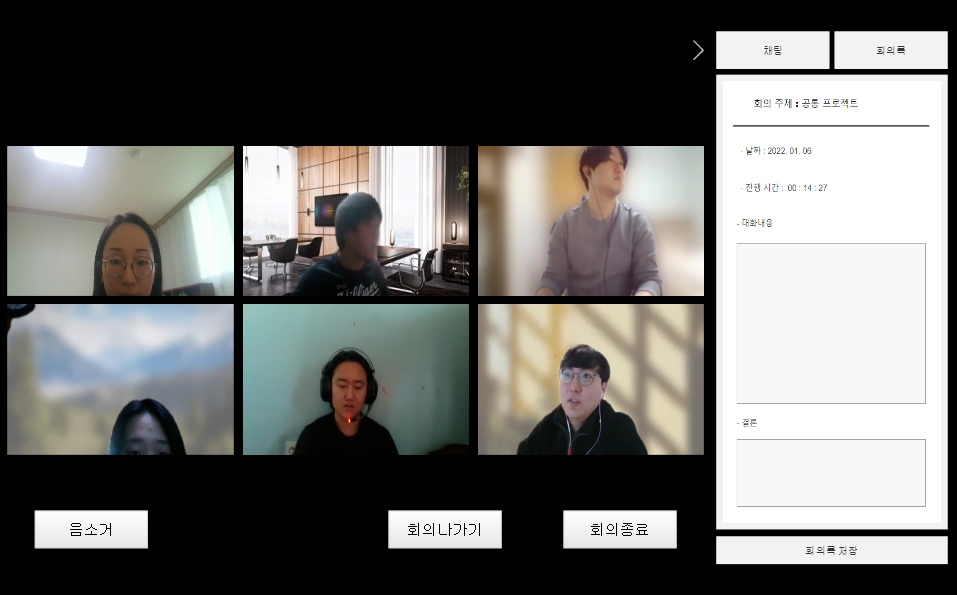 채팅
회의록
회의 주제 : 공통 프로젝트
- 날짜 : 2022. 01. 06
- 진행 시간 : 00 : 14 : 27
- 대화내용
- 결론
음소거
회의나가기
회의종료
회의록 저장